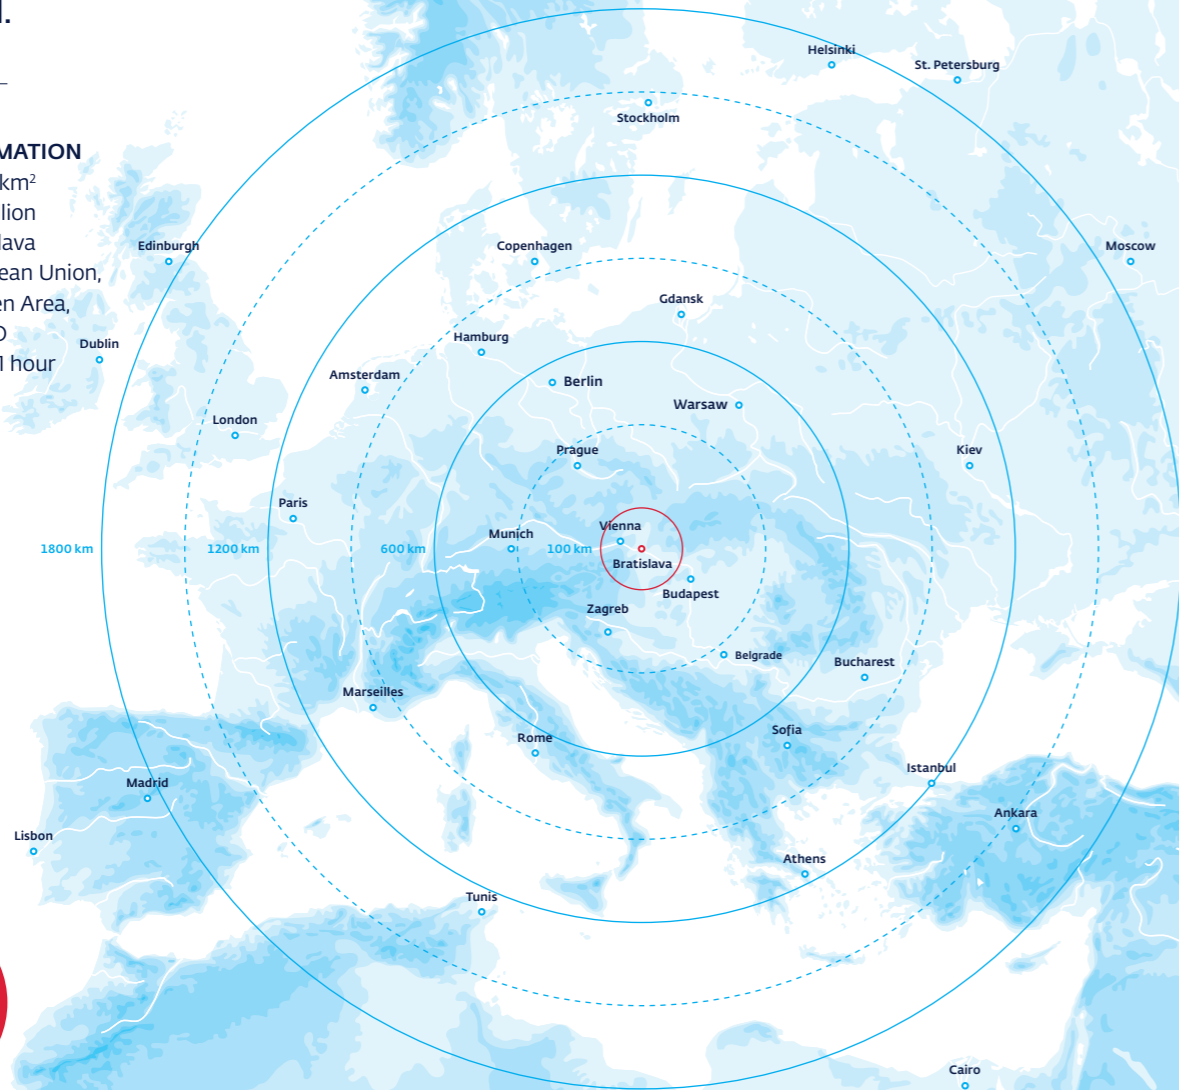 l.
MATION
km²
lion
lava
ean Union,
en Area,
O
1 hour
Helsinki
St. Petersburg
Stockholm
Edinburgh
Copenhagen
Moscow
Gdansk
Dublin
Hamburg
Amsterdam
Berlin
Warsaw
London
Prague
Kiev
Paris
Vienna
Munich
1800 km
1200 km
600 km
100 km
Bratislava
Budapest
Zagreb
Belgrade
Bucharest
Marseilles
Sofia
Rome
Istanbul
Madrid
Ankara
Lisbon
Athens
Tunis
Cairo